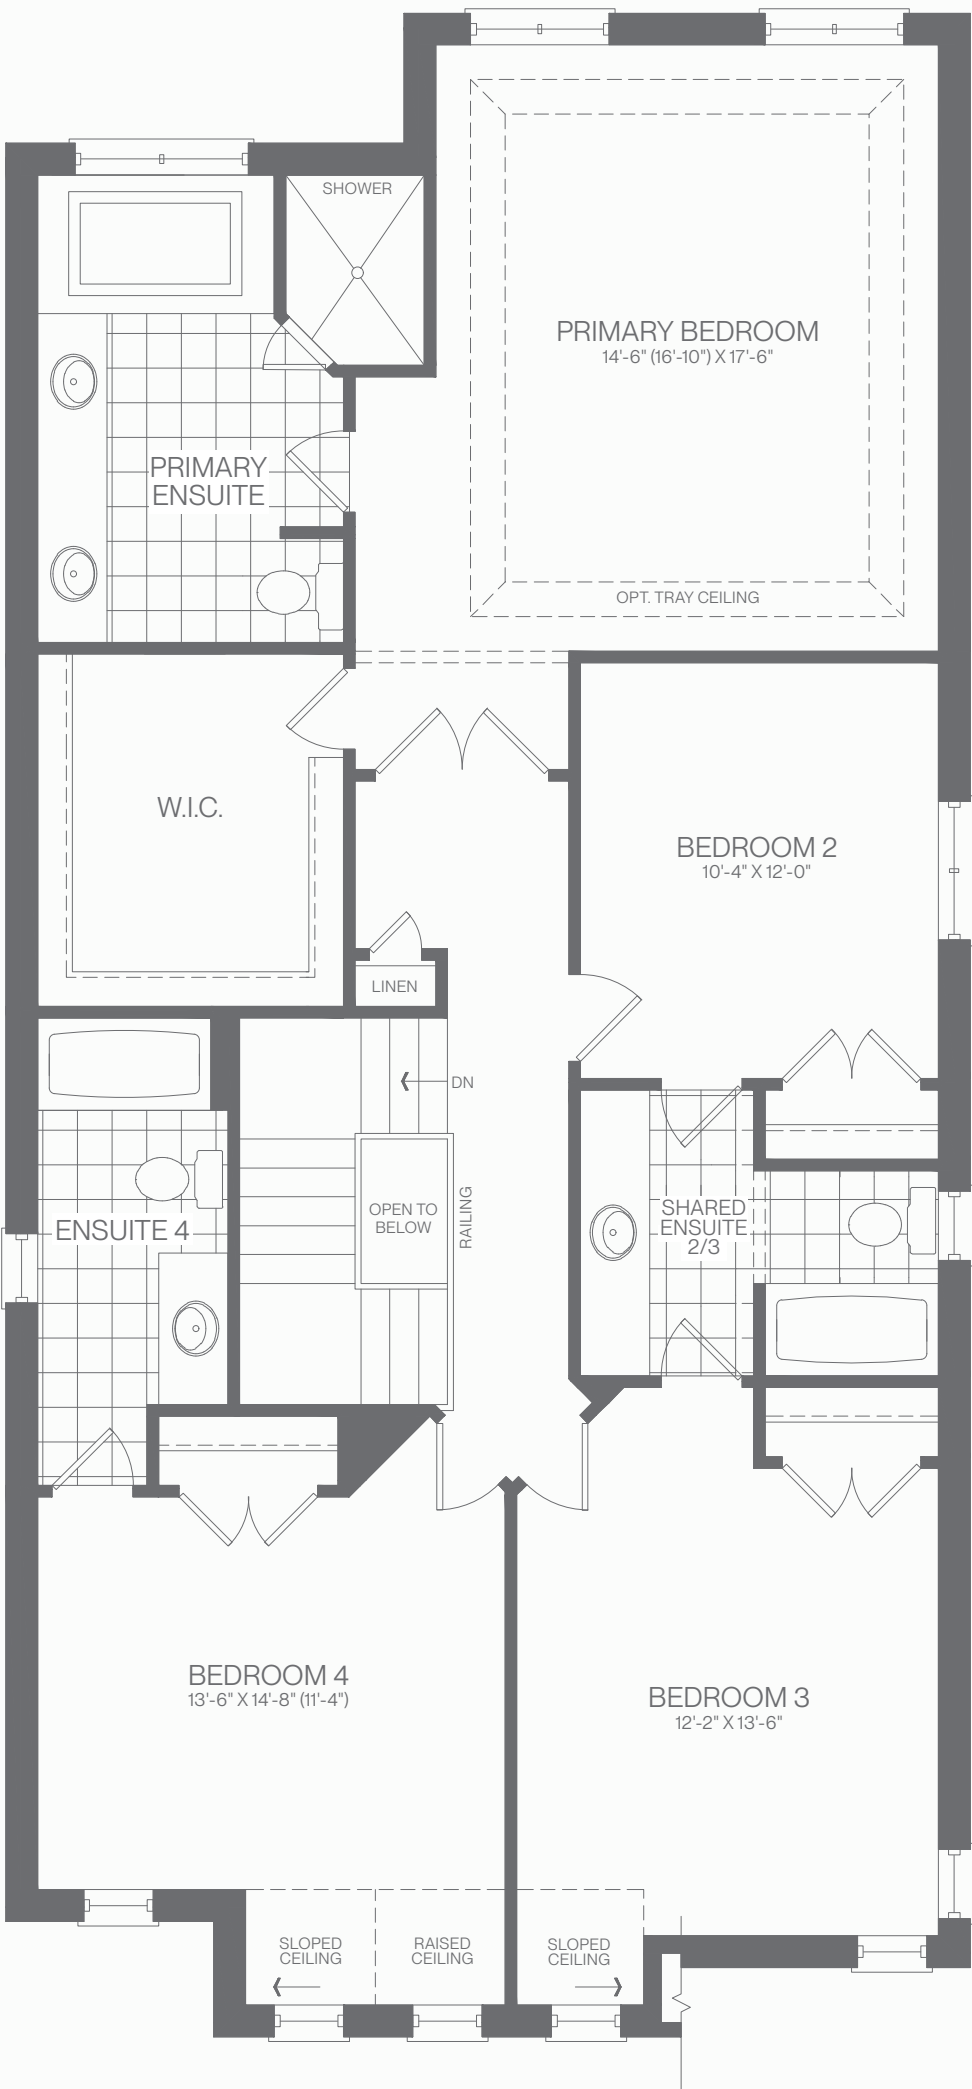 SHOWER
PRIMARY BEDROOM
14'-6" (16'-10") X 17'-6"
PRIMARY
ENSUITE
OPT. TRAY CEILING
W.I.C.
BEDROOM 2
10'-4" X 12'-0"
LINEN
DN
OPEN TO
BELOW
RAILING
SHARED
ENSUITE
2/3
ENSUITE 4
BEDROOM 4
13'-6" X 14'-8" (11'-4")
BEDROOM 3
12'-2" X 13'-6"
SLOPED
CEILING
RAISED
CEILING
SLOPED
CEILING